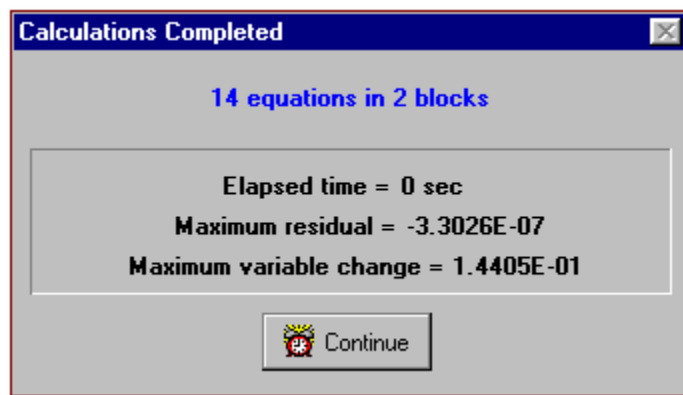 Calculations Completed
14 equations in 2 blocks
Elapsed time = 0 sec
Maximum residual = -3.3026E-07
Maximum variable change = 1.4405E-01
Continue